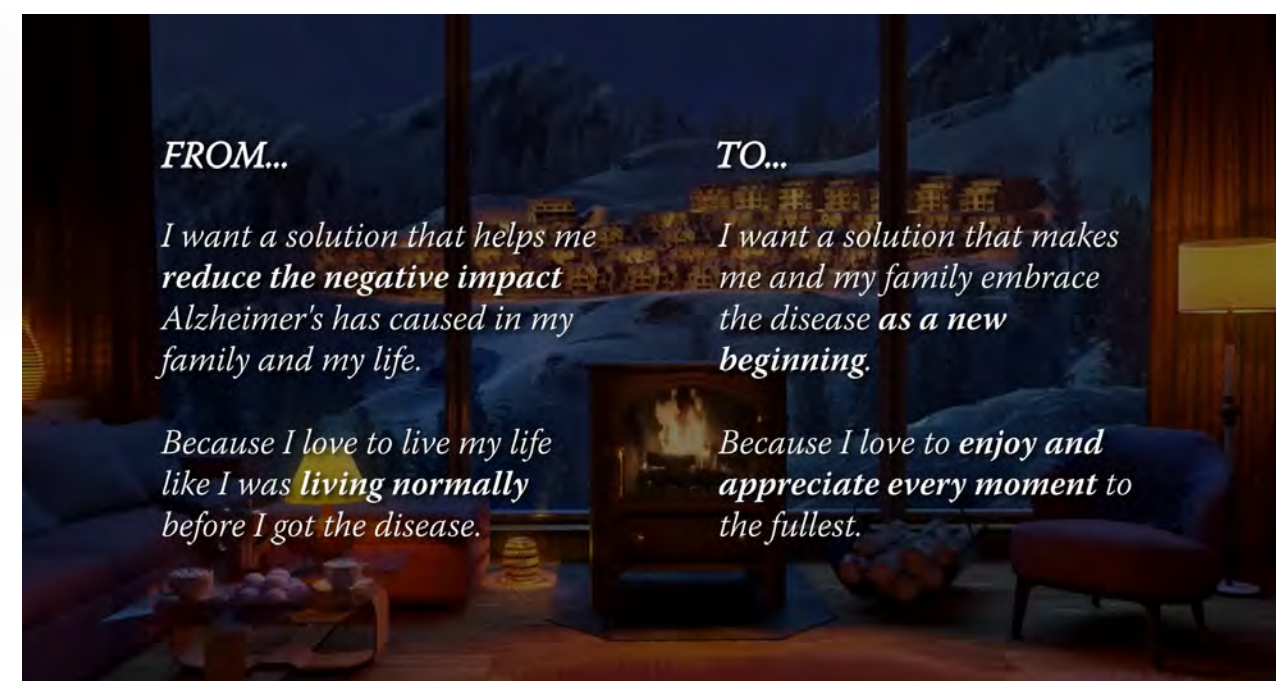 FROM...
I want a solution that helps me
reduce the negative impact
Alzheimer's has caused in my
family and my life.
Because I love to live my life
like I was living normally
before I got the disease.
TO...
I want a solution that makes
me and my family embrace
the disease as a new
beginning.
Because I love to enjoy and
appreciate every moment to
the fullest.